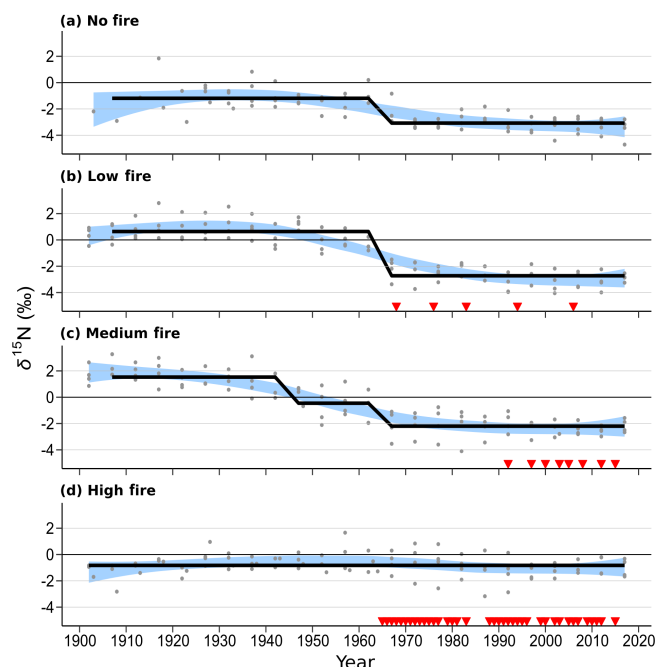 (a) No fire
2
0
-2
-4
(b) Low fire
2
0
-2
-4
δ¹⁵N (‰)
(c) Medium fire
2
0
-2
-4
(d) High fire
2
0
-2
-4
1900 1910 1920 1930 1940 1950 1960 1970 1980 1990 2000 2010 2020
Year